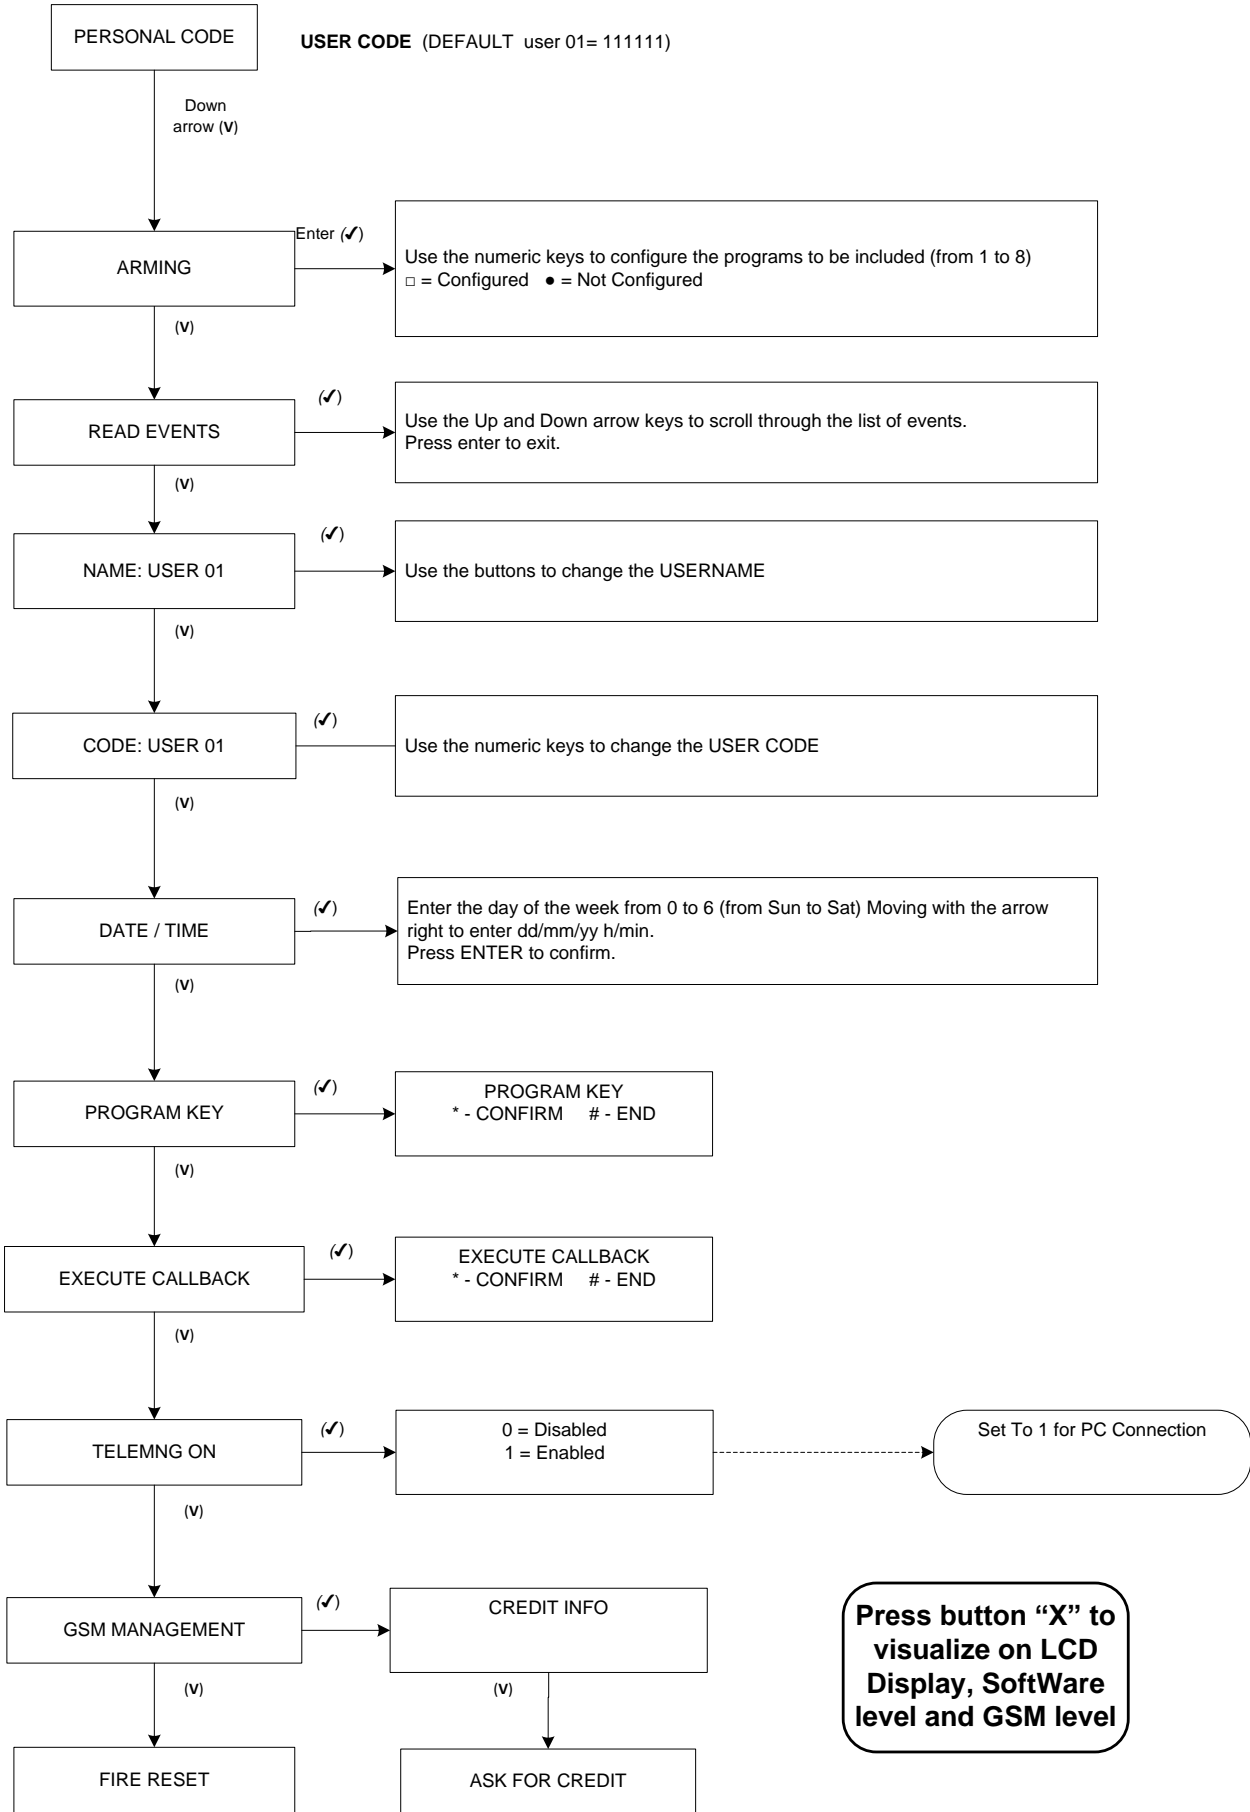 PERSONAL CODE
USER CODE (DEFAULT user 01= 111111)
Down
arrow (V)
ARMING
Enter (✔)
Use the numeric keys to configure the programs to be included (from 1 to 8)
□ = Configured ● = Not Configured
(V)
READ EVENTS
(✔)
Use the Up and Down arrow keys to scroll through the list of events.
Press enter to exit.
(V)
NAME: USER 01
(✔)
Use the buttons to change the USERNAME
(V)
CODE: USER 01
(✔)
Use the numeric keys to change the USER CODE
(V)
DATE / TIME
(✔)
Enter the day of the week from 0 to 6 (from Sun to Sat) Moving with the arrow
right to enter dd/mm/yy h/min.
Press ENTER to confirm.
(V)
PROGRAM KEY
(✔)
PROGRAM KEY
* - CONFIRM # - END
(V)
EXECUTE CALLBACK
(✔)
EXECUTE CALLBACK
* - CONFIRM # - END
(V)
TELEMNG ON
(✔)
0 = Disabled
1 = Enabled
Set To 1 for PC Connection
(V)
GSM MANAGEMENT
(✔)
CREDIT INFO
Press button “X” to
visualize on LCD
Display, SoftWare
level and GSM level
(V)
(V)
FIRE RESET
ASK FOR CREDIT